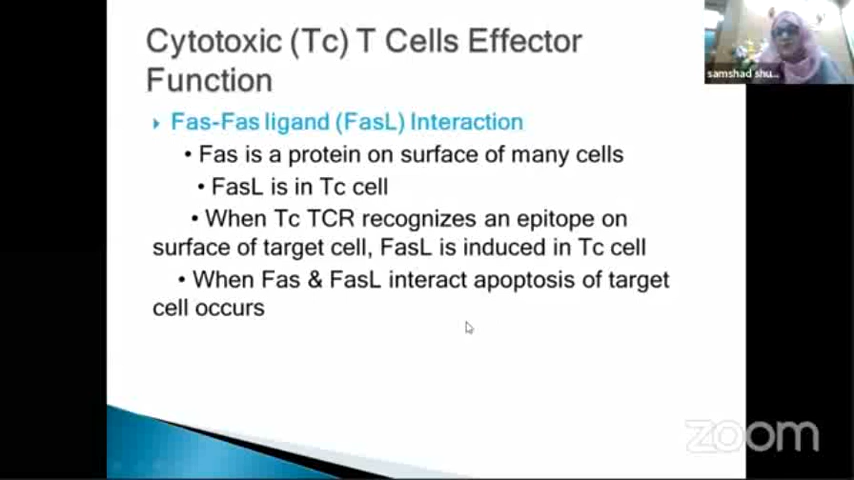 Cytotoxic (Tc) T Cells Effector
Function
Fas-Fas ligand (FasL) Interaction
• Fas is a protein on surface of many cells
• FasL is in Tc cell
• When Tc TCR recognizes an epitope on
surface of target cell, FasL is induced in Tc cell
• When Fas & FasL interact apoptosis of target
cell occurs
samshad shu...
zoom